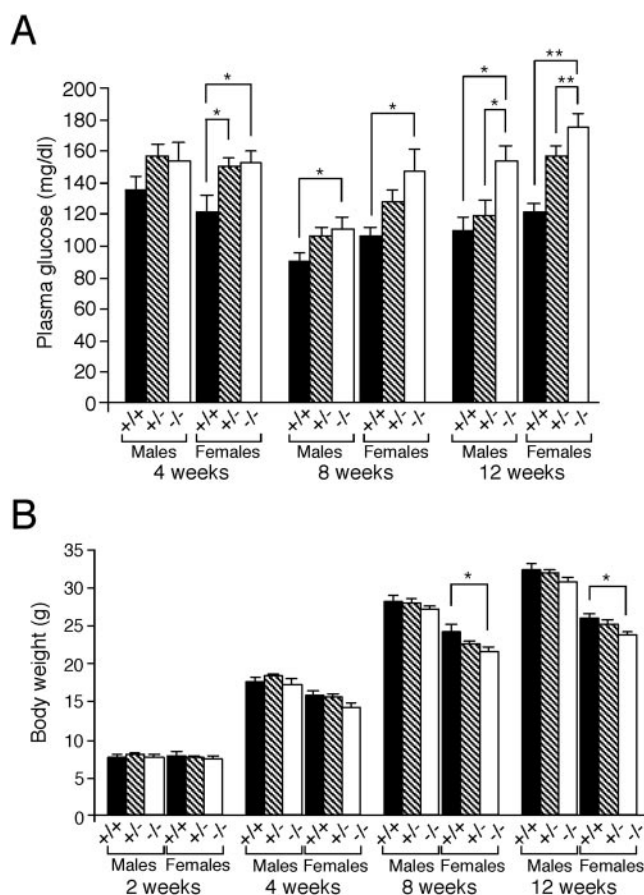 A
Plasma glucose (mg/dl)
200
180
160
140
120
100
80
60
40
20
0
* * * * * * ** **
+/+ +/- -/- +/+ +/- -/- +/+ +/- -/- +/+ +/- -/- +/+ +/- -/- +/+ +/- -/-
Males Females Males Females Males Females
4 weeks 8 weeks 12 weeks
B
Body weight (g)
35
30
25
20
15
10
5
0
* *
+/+ +/- -/- +/+ +/- -/- +/+ +/- -/- +/+ +/- -/- +/+ +/- -/- +/+ +/- -/- +/+ +/- -/- +/+ +/- -/-
Males Females Males Females Males Females Males Females
2 weeks 4 weeks 8 weeks 12 weeks